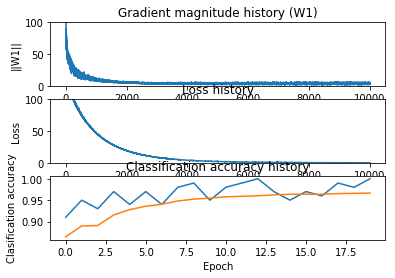 Gradient magnitude history (W1)
100
50
0
||W1||
0 2000 4000 6000 8000 10000
Loss history
100
50
0
Loss
0 2000 4000 6000 8000 10000
Classification accuracy history
1.00
0.95
0.90
Clasification accuracy
0.0 2.5 5.0 7.5 10.0 12.5 15.0 17.5
Epoch